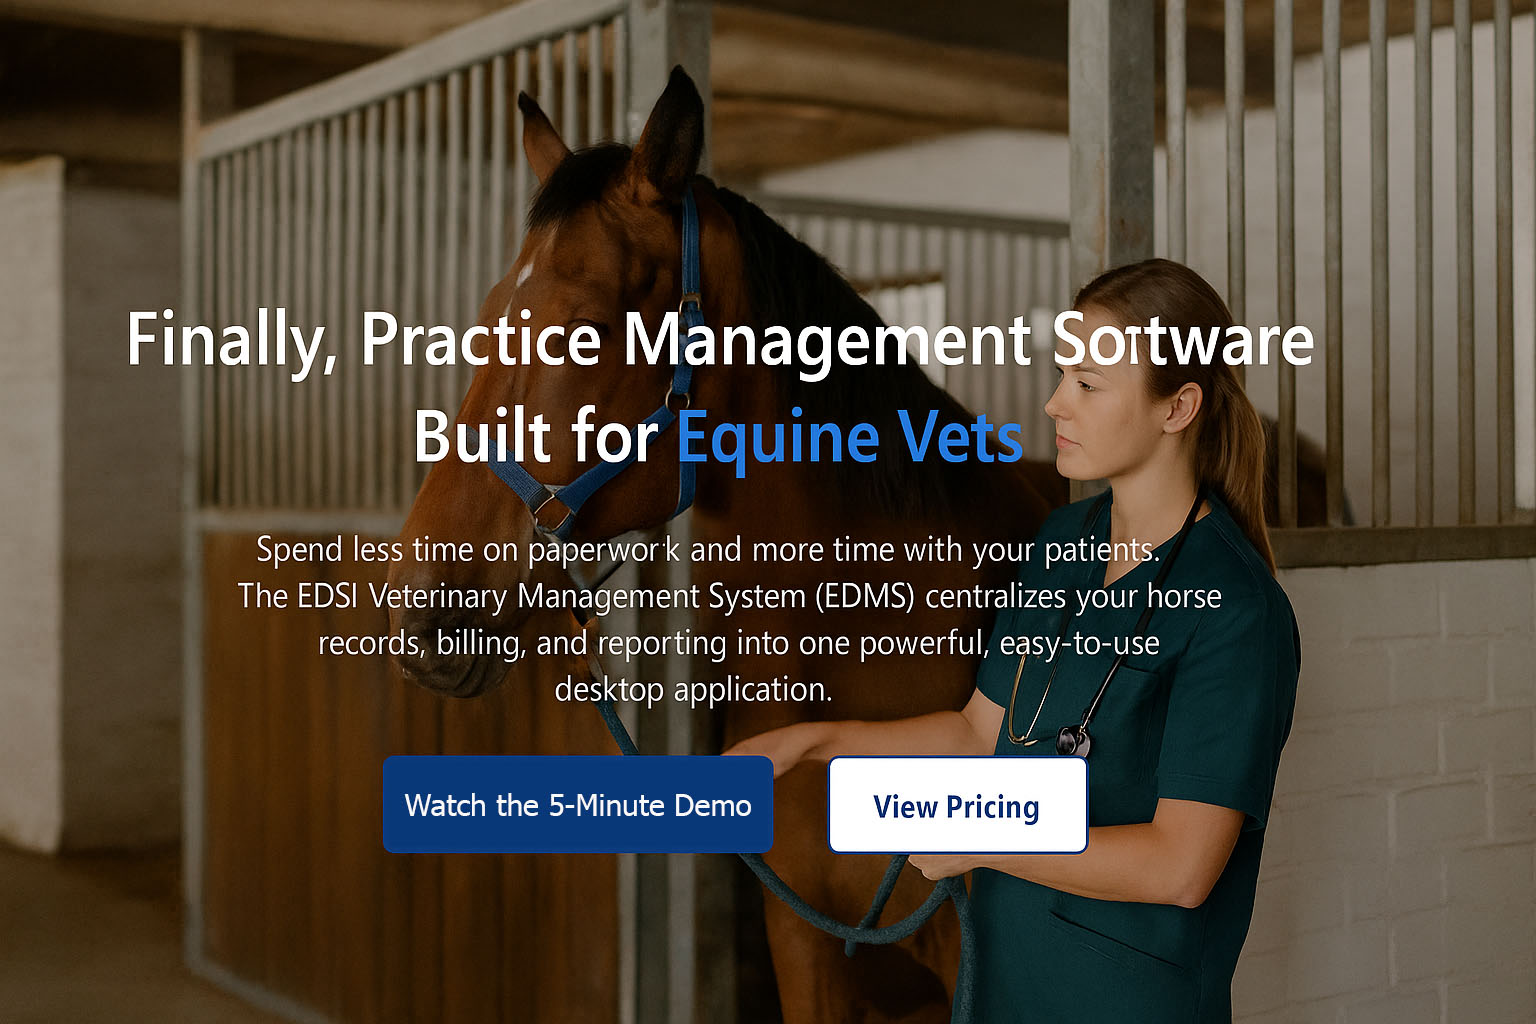 Finally, Practice Management Software
Built for Equine Vets
Spend less time on paperwork and more time with your patients.
The EDSI Veterinary Management System (EDMS) centralizes your horse
records, billing, and reporting into one powerful, easy-to-use
desktop application.
Watch the 5-Minute Demo
View Pricing